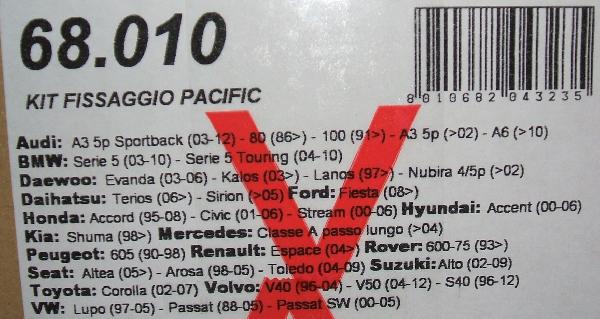 68.010
KIT FISSAGGIO PACIFIC
8 010682 043235
Audi: A3 5p Sportback (03-12) - 80 (86>) - 100 (91>) - A3 5p (>02) - A6 (>10)
BMW: Serie 5 (03-10) - Serie 5 Touring (04-10)
Daewoo: Evanda (03-06) - Kalos (03>) - Lanos (97>) - Nubira 4/5p (>02)
Daihatsu: Terios (06>) - Sirion (>05) Ford: Fiesta (08>)
Honda: Accord (95-08) - Civic (01-06) - Stream (00-06) Hyundai: Accent (00-06)
Kia: Shuma (98>) Mercedes: Classe A passo lungo (>04)
Peugeot: 605 (90-98) Renault: Espace (04>) Rover: 600-75 (93>)
Seat: Altea (05>) - Arosa (98-05) - Toledo (04-09) Suzuki: Alto (02-09)
Toyota: Corolla (02-07) Volvo: V40 (96-04) - V50 (04-12) - S40 (96-12)
VW: Lupo (97-05) - Passat (88-05) - Passat SW (00-05)